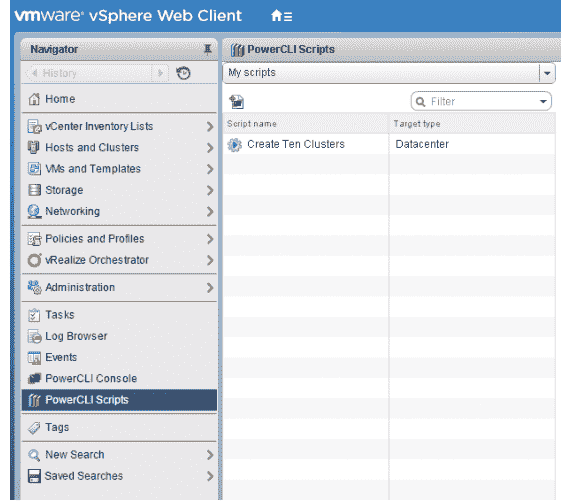 vmware® vSphere Web Client
Navigator
History
Home
vCenter Inventory Lists
Hosts and Clusters
VMs and Templates
Storage
Networking
Policies and Profiles
vRealize Orchestrator
Administration
Tasks
Log Browser
Events
PowerCLI Console
PowerCLI Scripts
Tags
New Search
Saved Searches
PowerCLI Scripts
My scripts
Filter
Script name Target type
Create Ten Clusters Datacenter